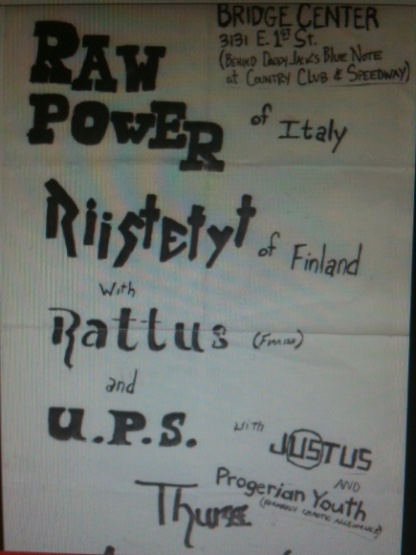 BRIDGE CENTER
3131 E. 1ST St.
(BEHIND DADDY JACK'S BLUE NOTE
at COUNTRY CLUB & SPEEDWAY)
RAW
POWER
of Italy
Riistetyt of Finland
With
Rattus
and
U.P.S.
WITH JUSTUS
AND
Progerian Youth